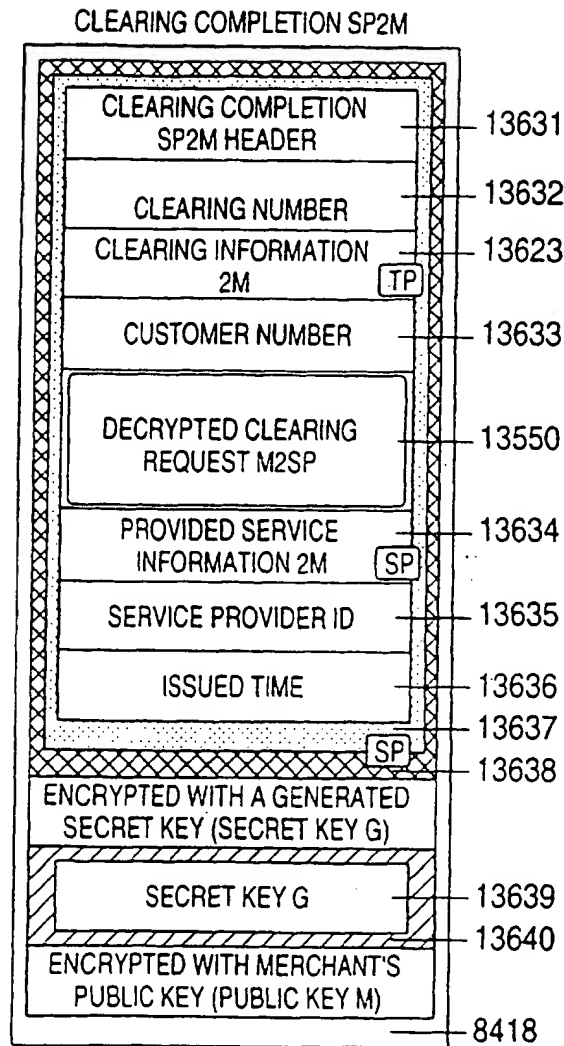 CLEARING COMPLETION SP2M
CLEARING COMPLETION
SP2M HEADER
13631
CLEARING NUMBER
13632
CLEARING INFORMATION
2M
TP
13623
CUSTOMER NUMBER
13633
DECRYPTED CLEARING
REQUEST M2SP
13550
PROVIDED SERVICE
INFORMATION 2M
SP
13634
SERVICE PROVIDER ID
13635
ISSUED TIME
13636
13637
SP
13638
ENCRYPTED WITH A GENERATED
SECRET KEY (SECRET KEY G)
SECRET KEY G
13639
13640
ENCRYPTED WITH MERCHANT'S
PUBLIC KEY (PUBLIC KEY M)
8418